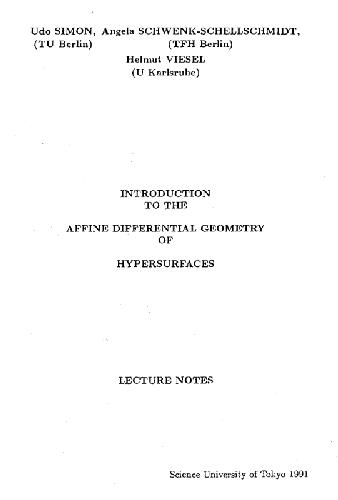 Udo SIMON, Angela SCHWENK-SCHELLSCHMIDT,
(TU Berlin) (TFH Berlin)
Helmut VIESEL
(U Karlsruhe)
INTRODUCTION
TO THE
AFFINE DIFFERENTIAL GEOMETRY
OF
HYPERSURFACES
LECTURE NOTES
Science University of Tokyo 1991